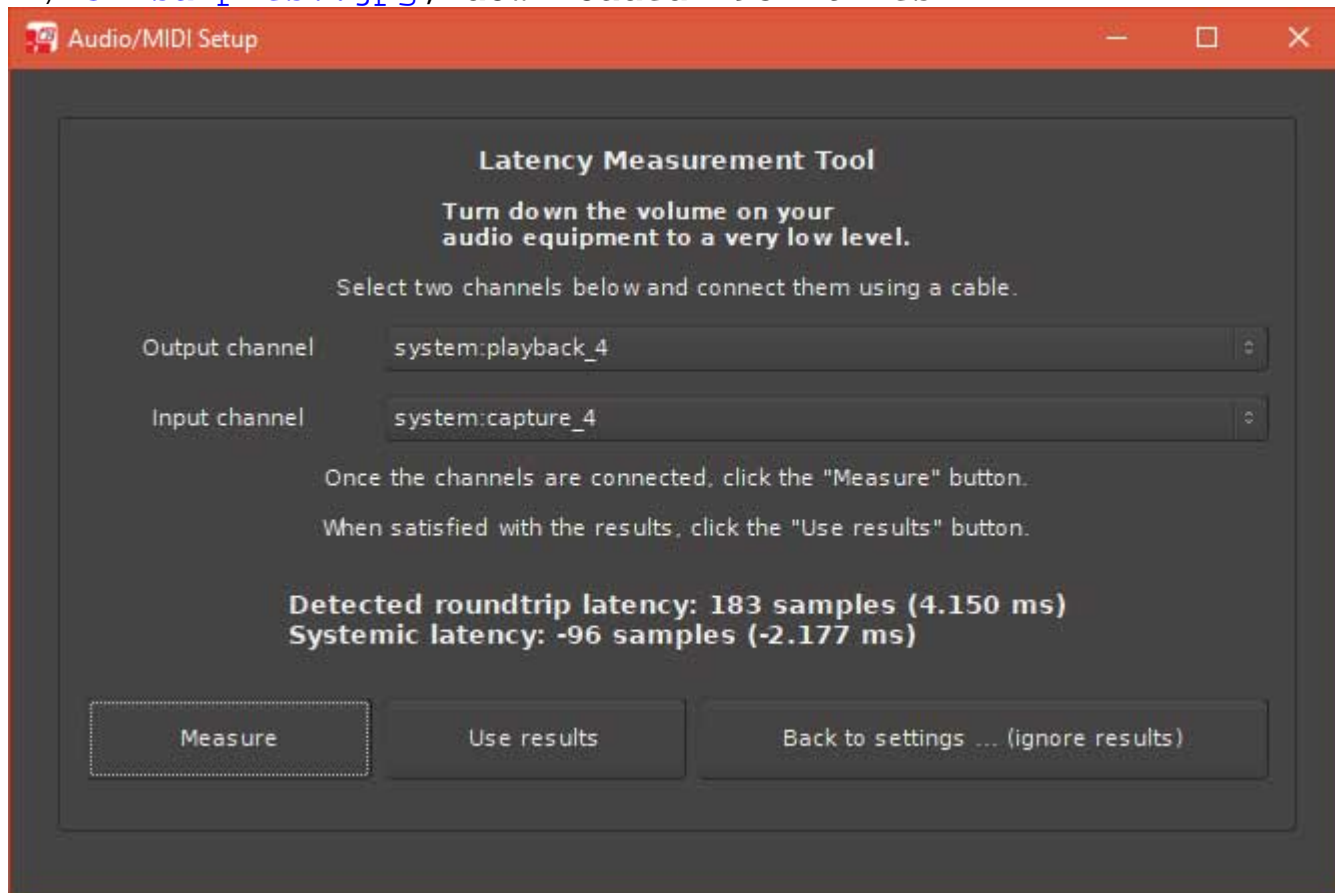 Audio/MIDI Setup
Latency Measurement Tool
Turn down the volume on your
audio equipment to a very low level.
Select two channels below and connect them using a cable.
Output channel system:playback_4
Input channel system:capture_4
Once the channels are connected, click the "Measure" button.
When satisfied with the results, click the "Use results" button.
Detected roundtrip latency: 183 samples (4.150 ms)
Systemic latency: -96 samples (-2.177 ms)
Measure Use results Back to settings ... (ignore results)